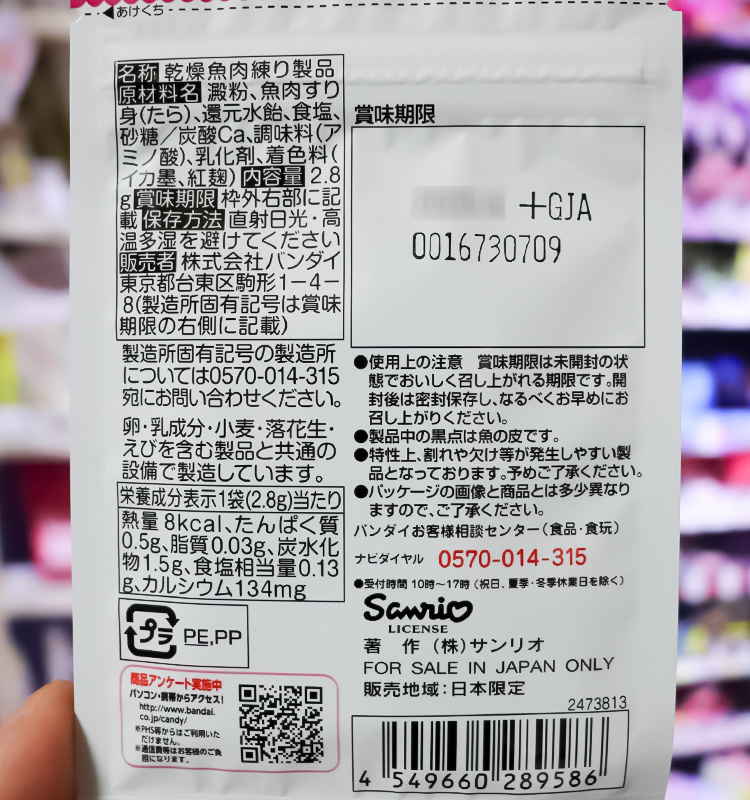 ◀あけくち
名称 乾燥魚肉練り製品
原材料名 澱粉、魚肉すり
身(たら)、還元水飴、食塩、
砂糖／炭酸Ca、調味料(ア
ミノ酸)、乳化剤、着色料(
イカ墨、紅麹) 内容量 2.8
g 賞味期限 枠外右部に記
載 保存方法 直射日光・高
温多湿を避けてください
販売者 株式会社バンダイ
東京都台東区駒形1-4-
8(製造所固有記号は賞味
期限の右側に記載)
製造所固有記号の製造所
については0570-014-315
宛にお問い合わせください。
卵・乳成分・小麦・落花生・
えびを含む製品と共通の
設備で製造しています。
栄養成分表示1袋(2.8g)当たり
熱量 8kcal、たんぱく質
0.5g、脂質0.03g、炭水化
物1.5g、食塩相当量0.13
g、カルシウム134mg
プラ PE,PP
商品アンケート実施中
パソコン・携帯からアクセス!
http://www.bandai.
co.jp/candy/
※PHS等からはご利用いた
だけません。
※通信費等はお客様のご負
担になります。
賞味期限
+GJA
0016730709
●使用上の注意 賞味期限は未開封の状
態でおいしく召し上がれる期限です。開
封後は密封保存し、なるべくお早めにお
召し上がりください。
●製品中の黒点は魚の皮です。
●特性上、割れや欠け等が発生しやすい製
品となっております。予めご了承ください。
●パッケージの画像と商品とは多少異なり
ますので、ご了承ください。
バンダイお客様相談センター(食品・食玩)
ナビダイヤル 0570-014-315
●受付時間 10時〜17時(祝日、夏季・冬季休業日を除く)
Sanrio
LICENSE
著 作 (株)サンリオ
FOR SALE IN JAPAN ONLY
販売地域:日本限定
2473813
4 549660 289586